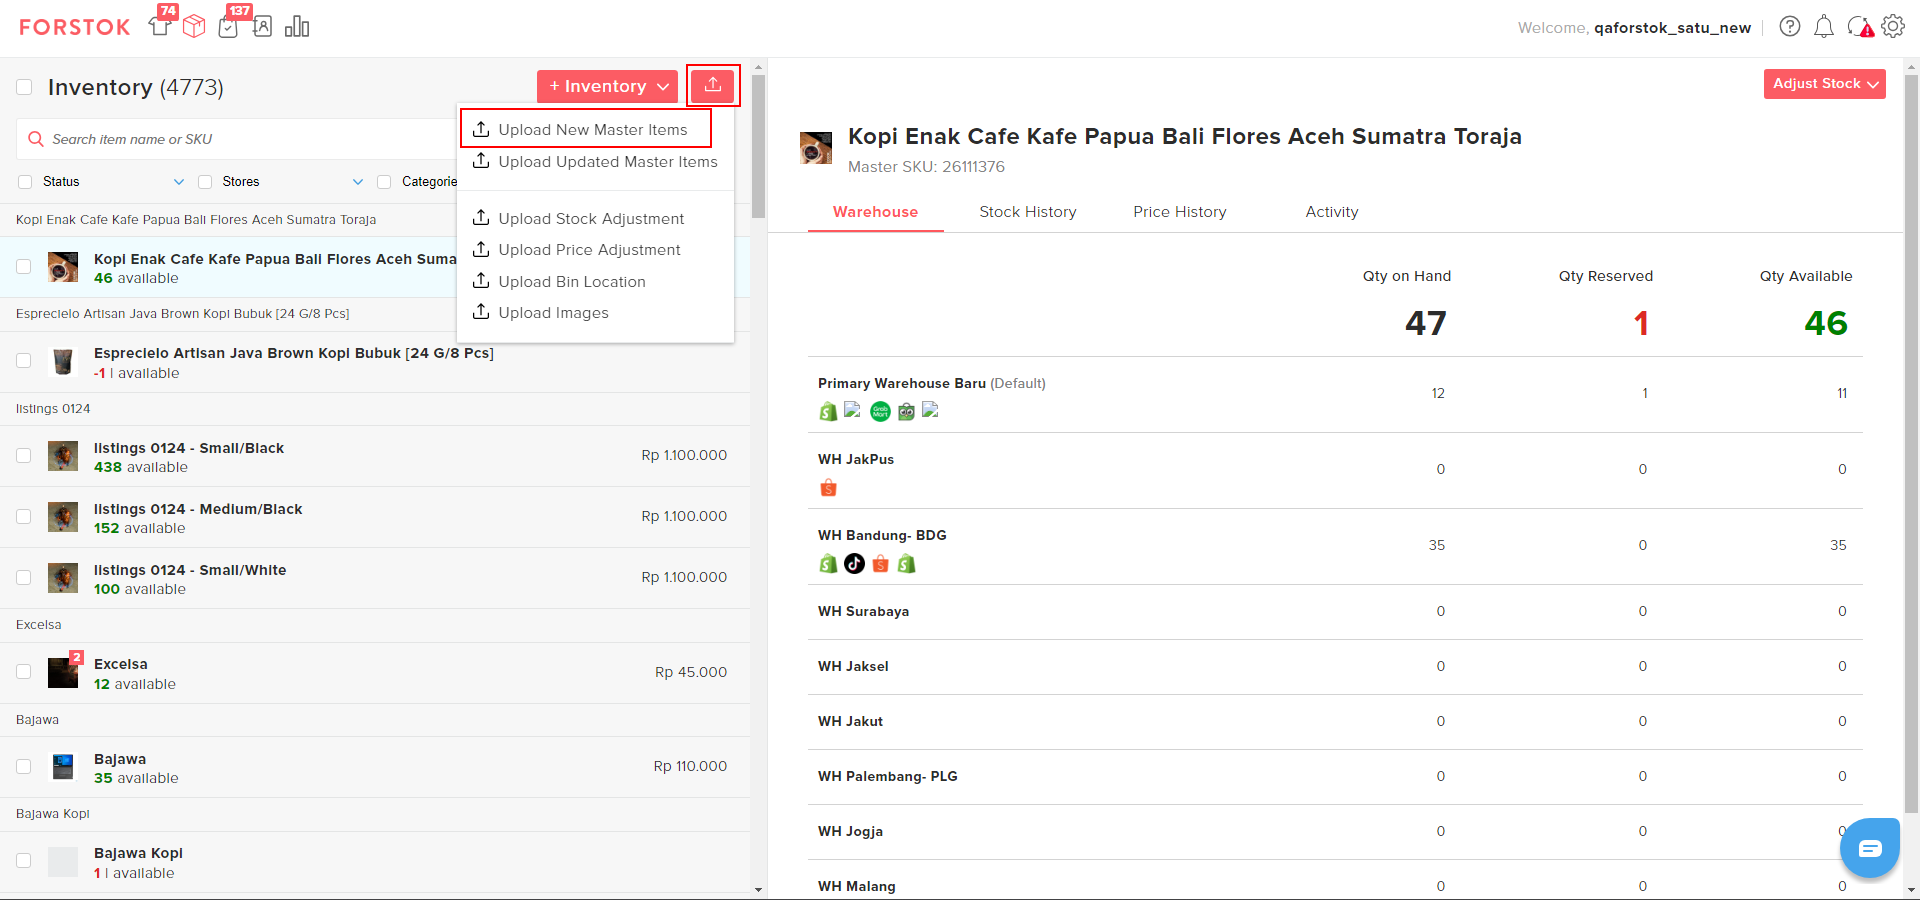 FORSTOK
74
137
Welcome, qaforstok_satu_new
Inventory (4773)
+ Inventory
Search item name or SKU
Status
Stores
Categorie
Upload New Master Items
Upload Updated Master Items
Upload Stock Adjustment
Upload Price Adjustment
Upload Bin Location
Upload Images
Kopi Enak Cafe Kafe Papua Bali Flores Aceh Sumatra Toraja
Kopi Enak Cafe Kafe Papua Bali Flores Aceh Suma
46 available
Esprecielo Artisan Java Brown Kopi Bubuk [24 G/8 Pcs]
Esprecielo Artisan Java Brown Kopi Bubuk [24 G/8 Pcs]
-1 | available
listings 0124
listings 0124 - Small/Black
438 available
Rp 1.100.000
listings 0124 - Medium/Black
152 available
Rp 1.100.000
listings 0124 - Small/White
100 available
Rp 1.100.000
Excelsa
2
Excelsa
12 available
Rp 45.000
Bajawa
Bajawa
35 available
Rp 110.000
Bajawa Kopi
Bajawa Kopi
1 | available
Adjust Stock
Kopi Enak Cafe Kafe Papua Bali Flores Aceh Sumatra Toraja
Master SKU: 26111376
Warehouse Stock History Price History Activity
Qty on Hand Qty Reserved Qty Available
47 1 46
Primary Warehouse Baru (Default)
12 1 11
WH JakPus
0 0 0
WH Bandung- BDG
35 0 35
WH Surabaya 0 0 0
WH Jaksel 0 0 0
WH Jakut 0 0 0
WH Palembang- PLG 0 0 0
WH Jogja 0 0 0
WH Malang 0 0 0